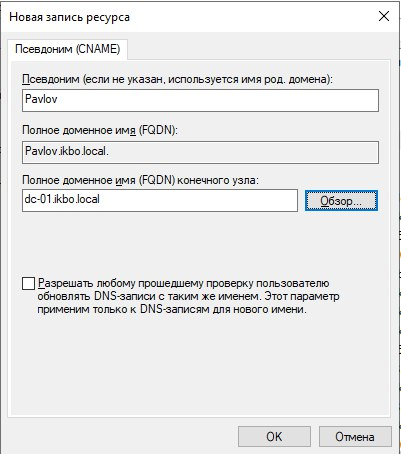 Новая запись ресурса
Псевдоним (CNAME)
Псевдоним (если не указан, используется имя род. домена):
Pavlov
Полное доменное имя (FQDN):
Pavlov.ikbo.local.
Полное доменное имя (FQDN) конечного узла:
dc-01.ikbo.local
Обзор...
Разрешать любому прошедшему проверку пользователю
обновлять DNS-записи с таким же именем. Этот параметр
применим только к DNS-записям для нового имени.
OK
Отмена